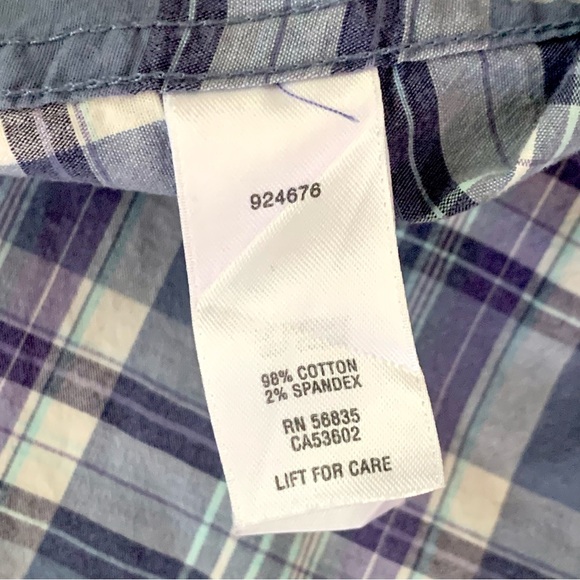 924676
98% COTTON
2% SPANDEX
RN 56835
CA53602
LIFT FOR CARE